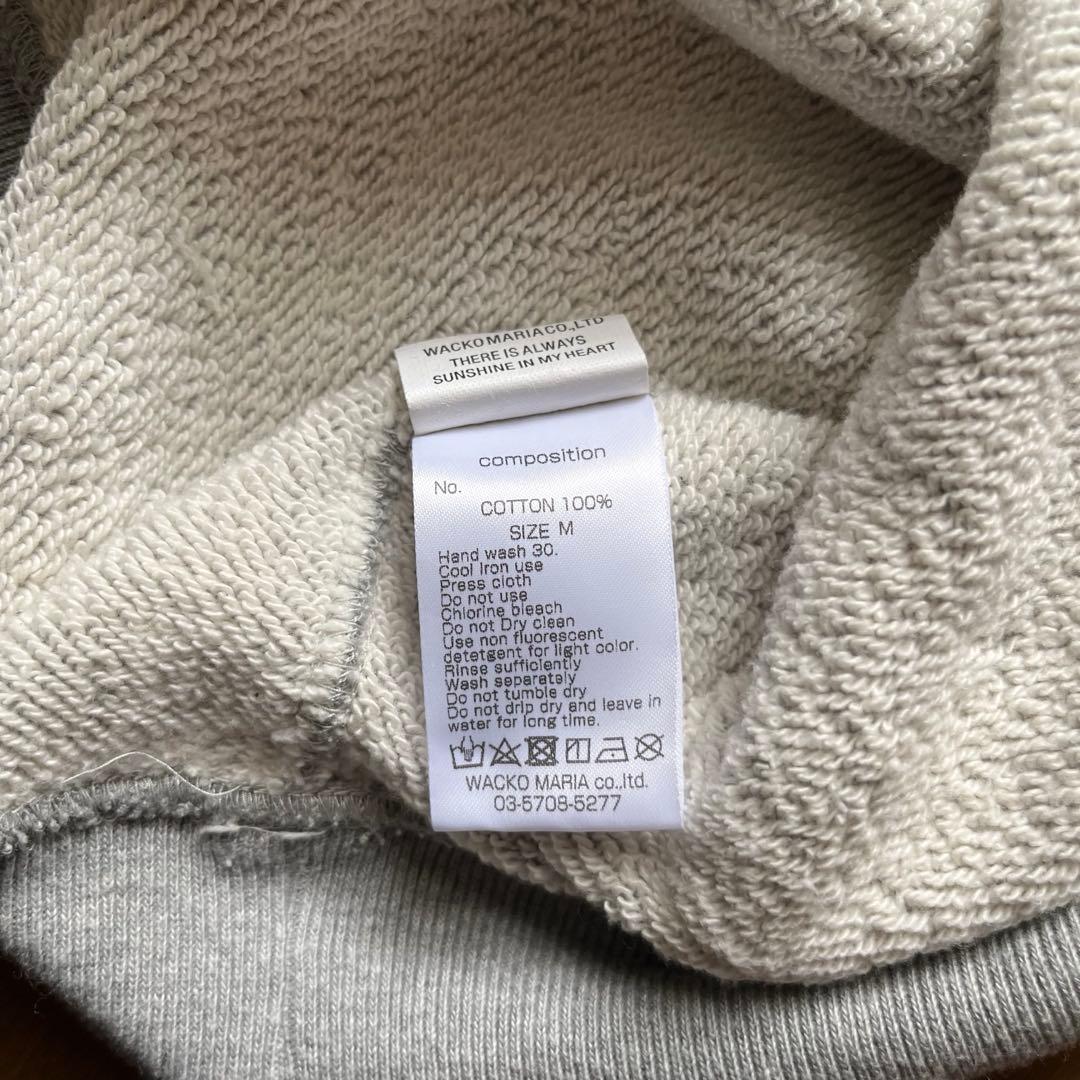 WACKO MARIA CO.,LTD
THERE IS ALWAYS
SUNSHINE IN MY HEART
composition
No.
COTTON 100%
SIZE M
Hand wash 30.
Cool Iron use
Press cloth
Do not use
Chlorine bleach
Do not Dry clean
Use non fluorescent
detetgent for light color.
Rinse sufficiently
Wash separately
Do not tumble dry
Do not drip dry and leave in
water for long time.
WACKO MARIA co.,ltd.
03-5708-5277